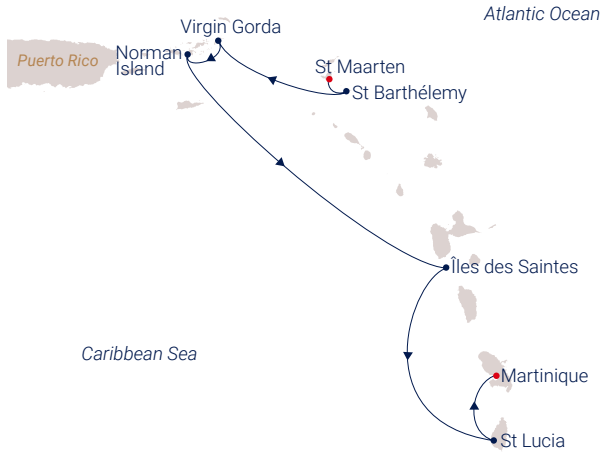 Atlantic Ocean
Virgin Gorda
Puerto Rico
Norman
Island
St Maarten
St Barthélemy
Îles des Saintes
Caribbean Sea
Martinique
St Lucia